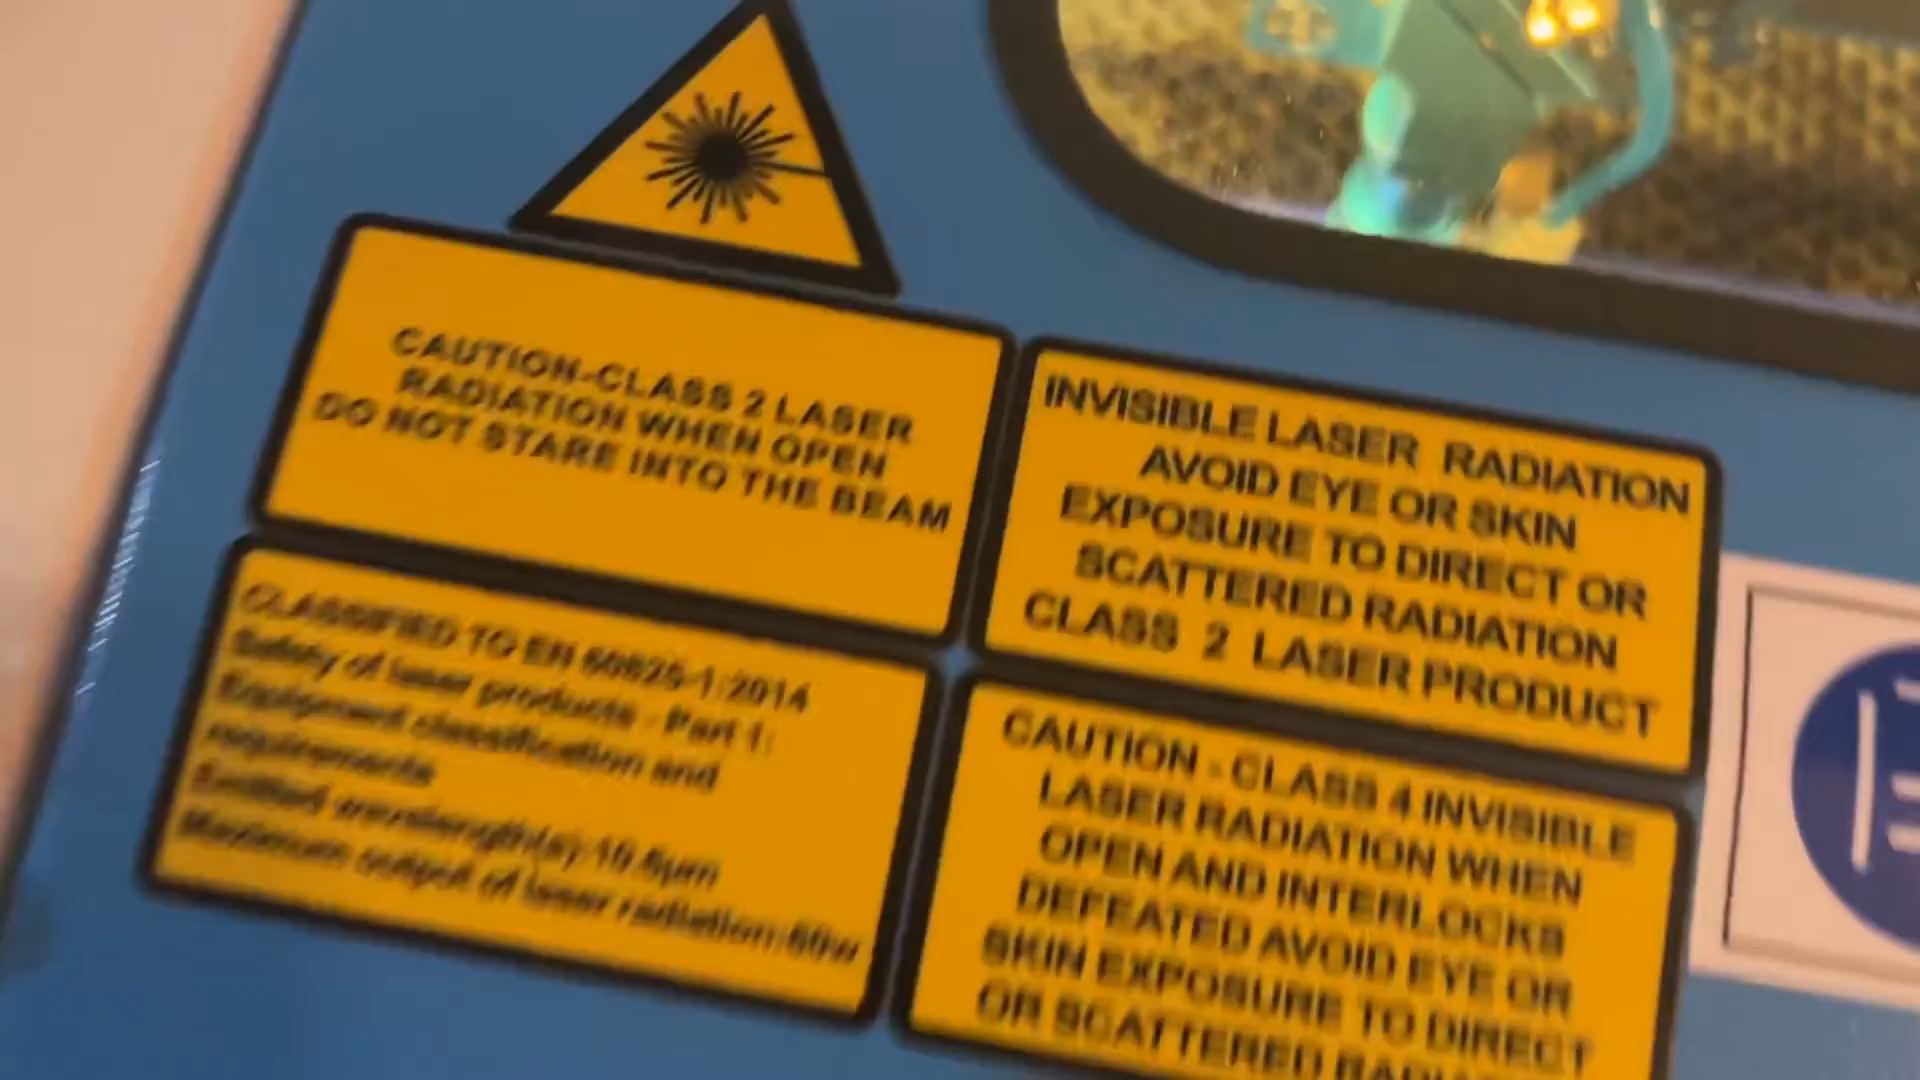 CAUTION-CLASS 2 LASER
RADIATION WHEN OPEN
DO NOT STARE INTO THE BEAM
INVISIBLE LASER RADIATION
AVOID EYE OR SKIN
EXPOSURE TO DIRECT OR
SCATTERED RADIATION
CLASS 2 LASER PRODUCT
CLASSIFIED TO EN 60825-1:2014
Safety of laser products - Part 1:
Equipment classification and
requirements
Emitted wavelength(s):10.6μm
Maximum output of laser radiation:60w
CAUTION - CLASS 4 INVISIBLE
LASER RADIATION WHEN
OPEN AND INTERLOCKS
DEFEATED AVOID EYE OR
SKIN EXPOSURE TO DIRECT
OR SCATTERED